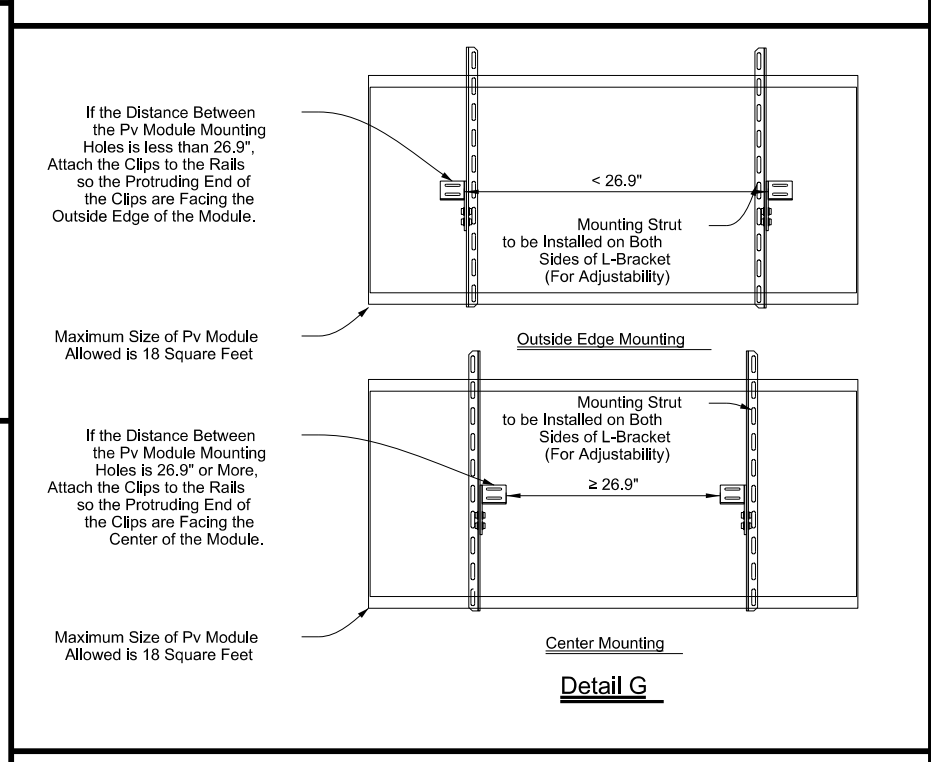 If the Distance Between
the Pv Module Mounting
Holes is less than 26.9",
Attach the Clips to the Rails
so the Protruding End of
the Clips are Facing the
Outside Edge of the Module.
< 26.9"
Mounting Strut
to be Installed on Both
Sides of L-Bracket
(For Adjustability)
Maximum Size of Pv Module
Allowed is 18 Square Feet
Outside Edge Mounting
If the Distance Between
the Pv Module Mounting
Holes is 26.9" or More,
Attach the Clips to the Rails
so the Protruding End of
the Clips are Facing the
Center of the Module.
Mounting Strut
to be Installed on Both
Sides of L-Bracket
(For Adjustability)
≥ 26.9"
Maximum Size of Pv Module
Allowed is 18 Square Feet
Center Mounting
Detail G